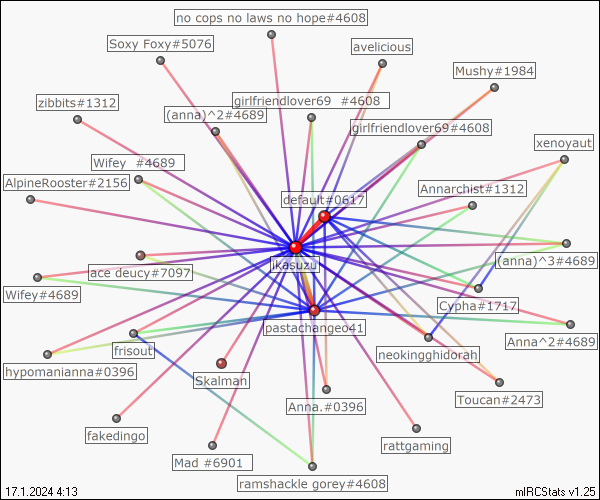 no cops no laws no hope#4608
Soxy Foxy#5076
avelicious
Mushy#1984
zibbits#1312
girlfriendlover69 #4608
(anna)^2#4689
girlfriendlover69#4608
xenoyaut
Wifey #4689
AlpineRooster#2156
Annarchist#1312
default#0617
ikasuzu
(anna)^3#4689
ace deucy#7097
Wifey#4689
Cypha#1717
pastachanged41
Anna^2#4689
frisout
neokingghidorah
hypomanianna#0396
Skalman
Toucan#2473
Anna.#0396
fakedingo
rattgaming
Mad #6901
ramshackle gorey#4608
17.1.2024 4:13
mIRCStats v1.25